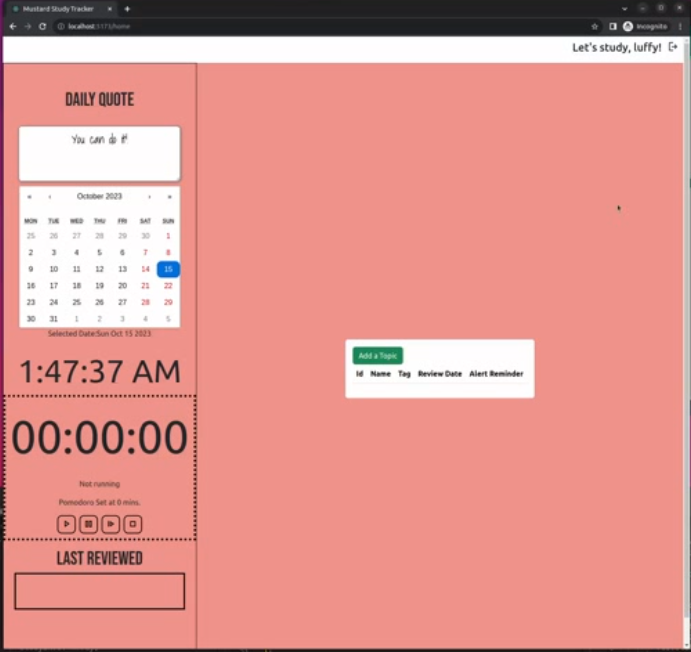 Mustard Study Tracker
localhost:5173/home
Incognito
Let's study, luffy!
DAILY QUOTE
You can do it!
« ‹ October 2023 › »
MON TUE WED THU FRI SAT SUN
25 26 27 28 29 30 1
2 3 4 5 6 7 8
9 10 11 12 13 14 15
16 17 18 19 20 21 22
23 24 25 26 27 28 29
30 31 1 2 3 4 5
Selected Date:Sun Oct 15 2023
1:47:37 AM
00:00:00
Not running
Pomodoro Set at 0 mins.
LAST REVIEWED
Add a Topic
Id Name Tag Review Date Alert Reminder